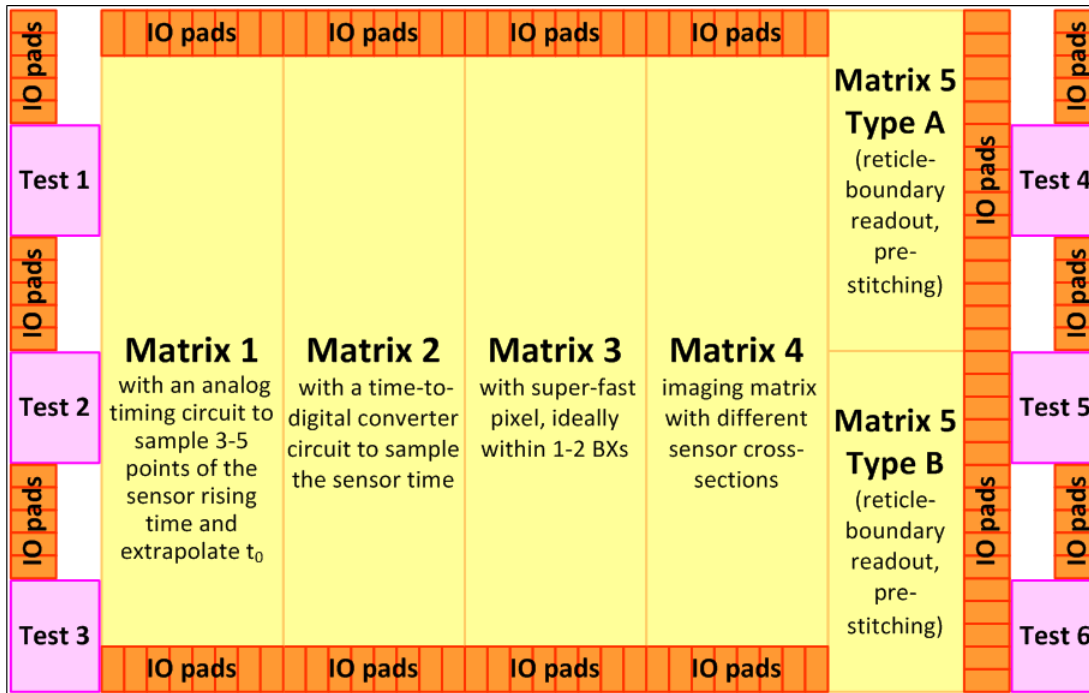 IO pads
IO pads
IO pads
IO pads
IO pads
Test 1
IO pads
Test 2
IO pads
Test 3
Matrix 1
with an analog
timing circuit to
sample 3-5
points of the
sensor rising
time and
extrapolate t₀
IO pads
Matrix 2
with a time-to-
digital converter
circuit to sample
the sensor time
IO pads
Matrix 3
with super-fast
pixel, ideally
within 1-2 BXs
IO pads
Matrix 4
imaging matrix
with different
sensor cross-
sections
IO pads
Matrix 5
Type A
(reticle-
boundary
readout,
pre-
stitching)
Matrix 5
Type B
(reticle-
boundary
readout,
pre-
stitching)
IO pads
IO pads
IO pads
Test 4
IO pads
Test 5
IO pads
Test 6